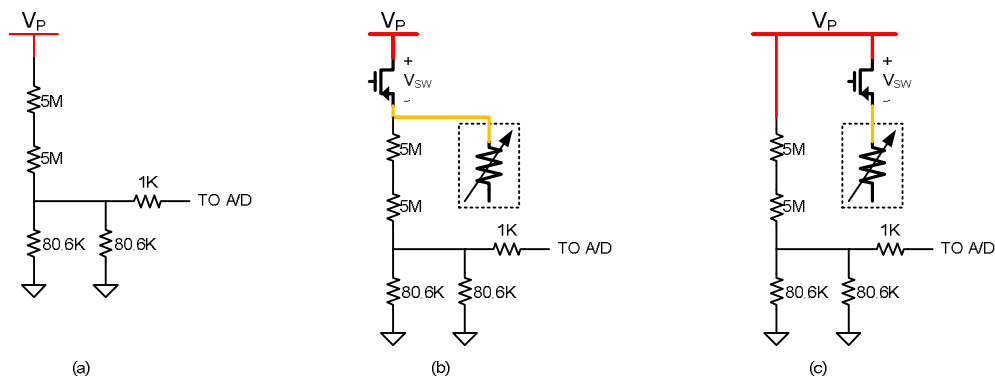 VP
5M
5M
1K
TO A/D
80.6K
80.6K
(a)
VP
+
VSW
-
5M
5M
1K
TO A/D
80.6K
80.6K
(b)
VP
+
VSW
-
5M
5M
1K
TO A/D
80.6K
80.6K
(c)